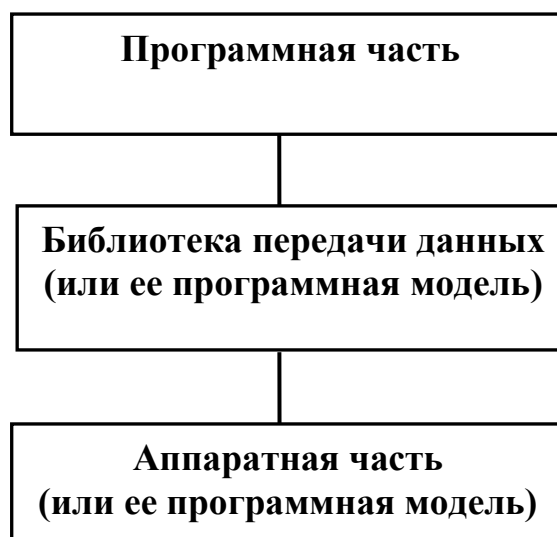 Программная часть
Библиотека передачи данных
(или ее программная модель)
Аппаратная часть
(или ее программная модель)